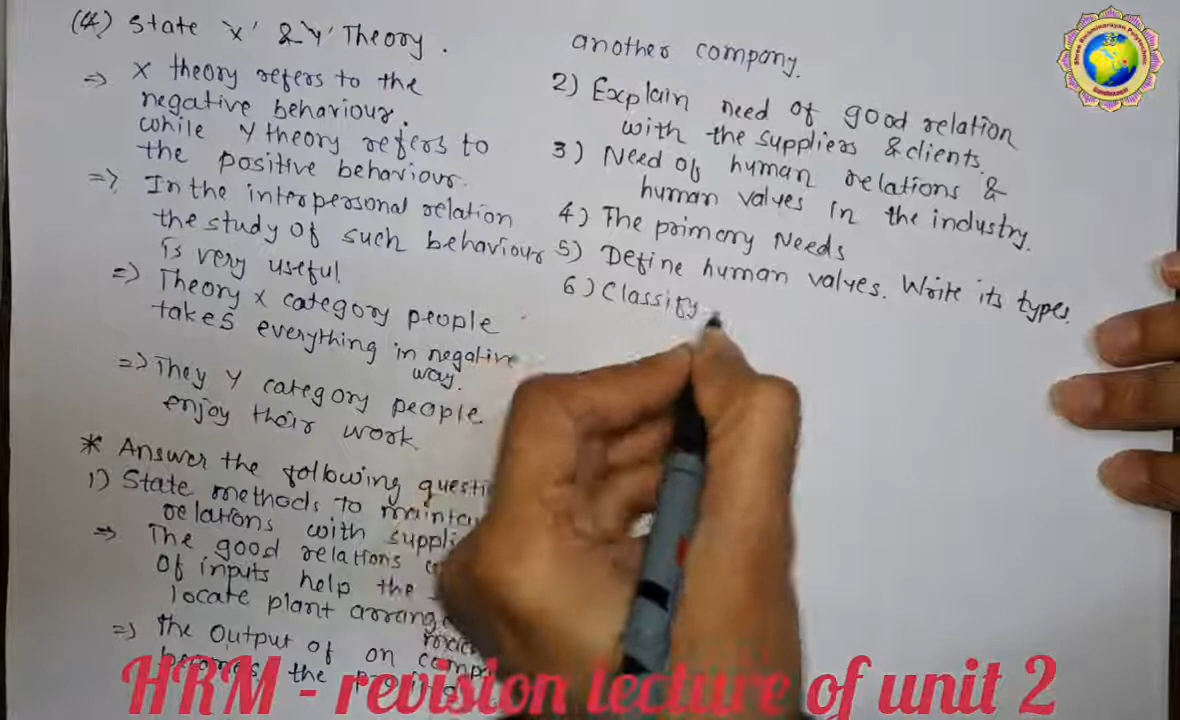 (4) State 'X' & 'Y' Theory.
=> X theory refers to the
negative behaviour.
while Y theory refers to
the positive behaviour.
=> In the interpersonal relation
the study of such behaviour
is very useful
=> Theory X category people
takes everything in negative
way.
=> They Y category people
enjoy their work
* Answer the following
1) State methods to
relations with
=> The good relations
of inputs help the
locate plant
=> the output of on
the
another company.
2) Explain need of good relation
with the suppliers & clients.
3) Need of human relations &
human values in the industry.
4) The primary Needs
5) Define human values. Write its types.
6) Classify
HRM - revision lecture of unit 2